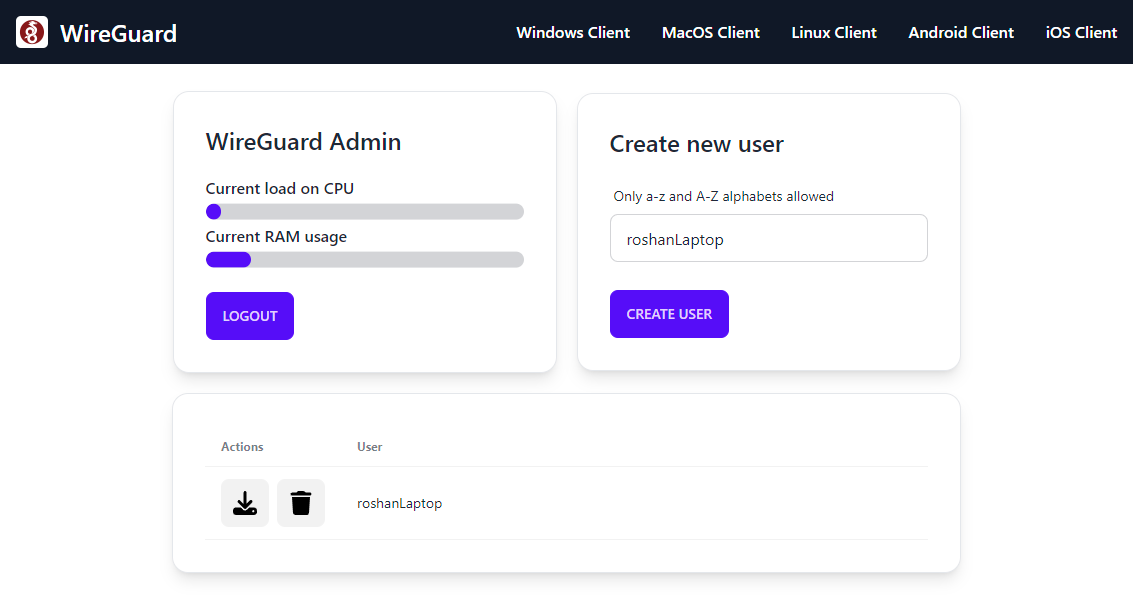 WireGuard
Windows Client
MacOS Client
Linux Client
Android Client
iOS Client
WireGuard Admin
Current load on CPU
Current RAM usage
LOGOUT
Create new user
Only a-z and A-Z alphabets allowed
roshanLaptop
CREATE USER
Actions
User
roshanLaptop